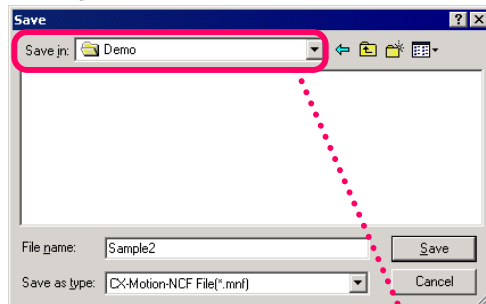 Save
Save in: Demo
File name: Sample2 Save
Save as type: CX-Motion-NCF File(*.mnf) Cancel